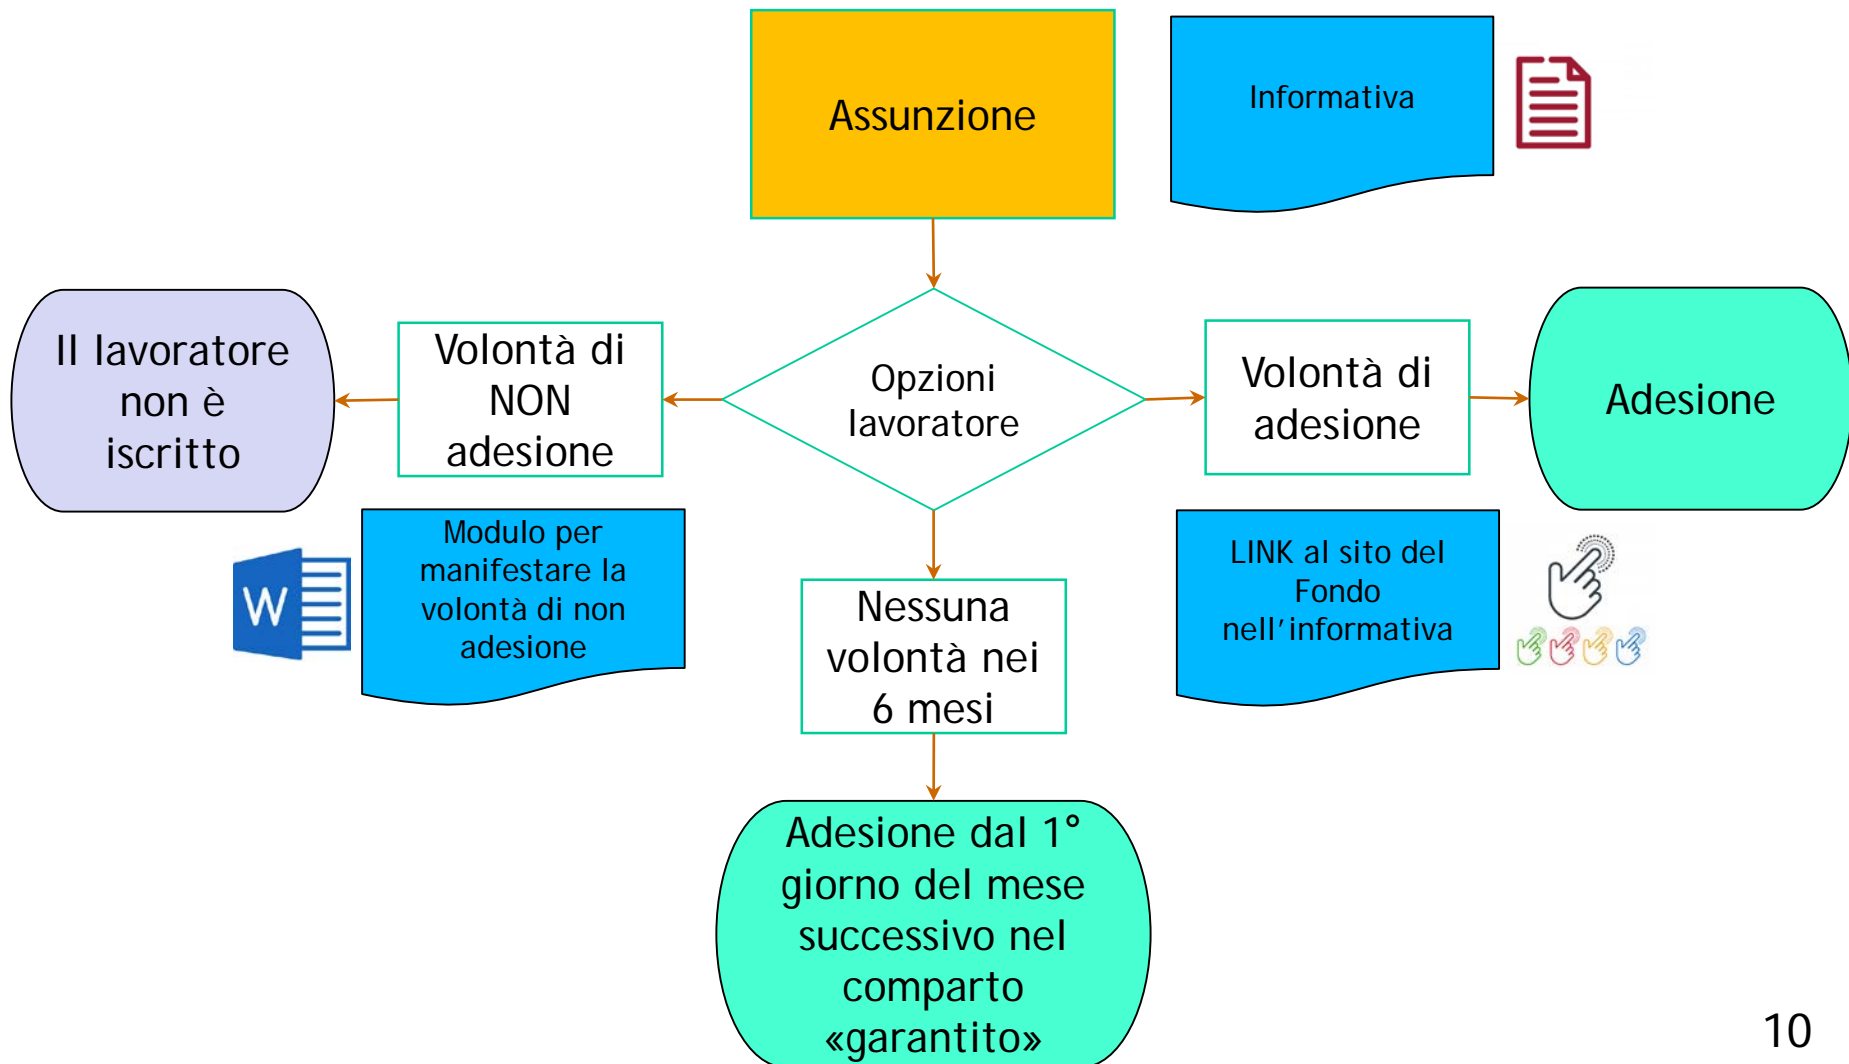 Assunzione
Informativa
Il lavoratore
non è
iscritto
Volontà di
NON
adesione
Opzioni
lavoratore
Volontà di
adesione
Adesione
W
Modulo per
manifestare la
volontà di non
adesione
Nessuna
volontà nei
6 mesi
LINK al sito del
Fondo
nell’informativa
Adesione dal 1°
giorno del mese
successivo nel
comparto
«garantito»
10